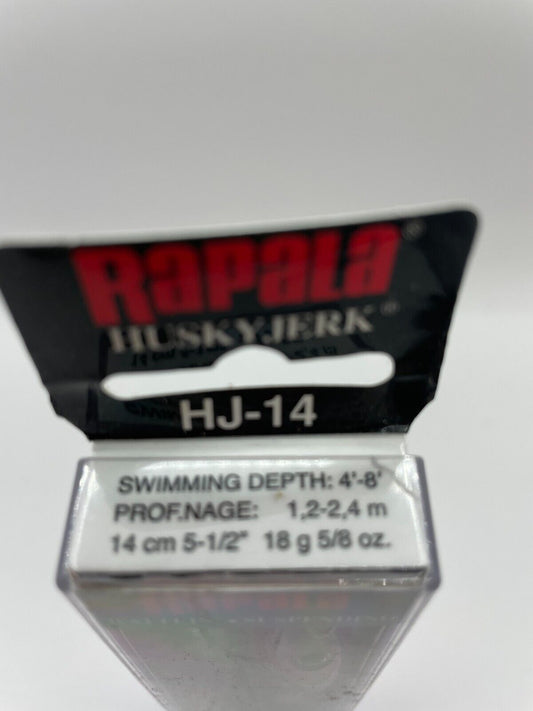 RAPALA®
HUSKYJERK®
HJ-14
SWIMMING DEPTH: 4'-8'
PROF.NAGE: 1,2-2,4 m
14 cm 5-1/2" 18 g 5/8 oz.
RAPALA